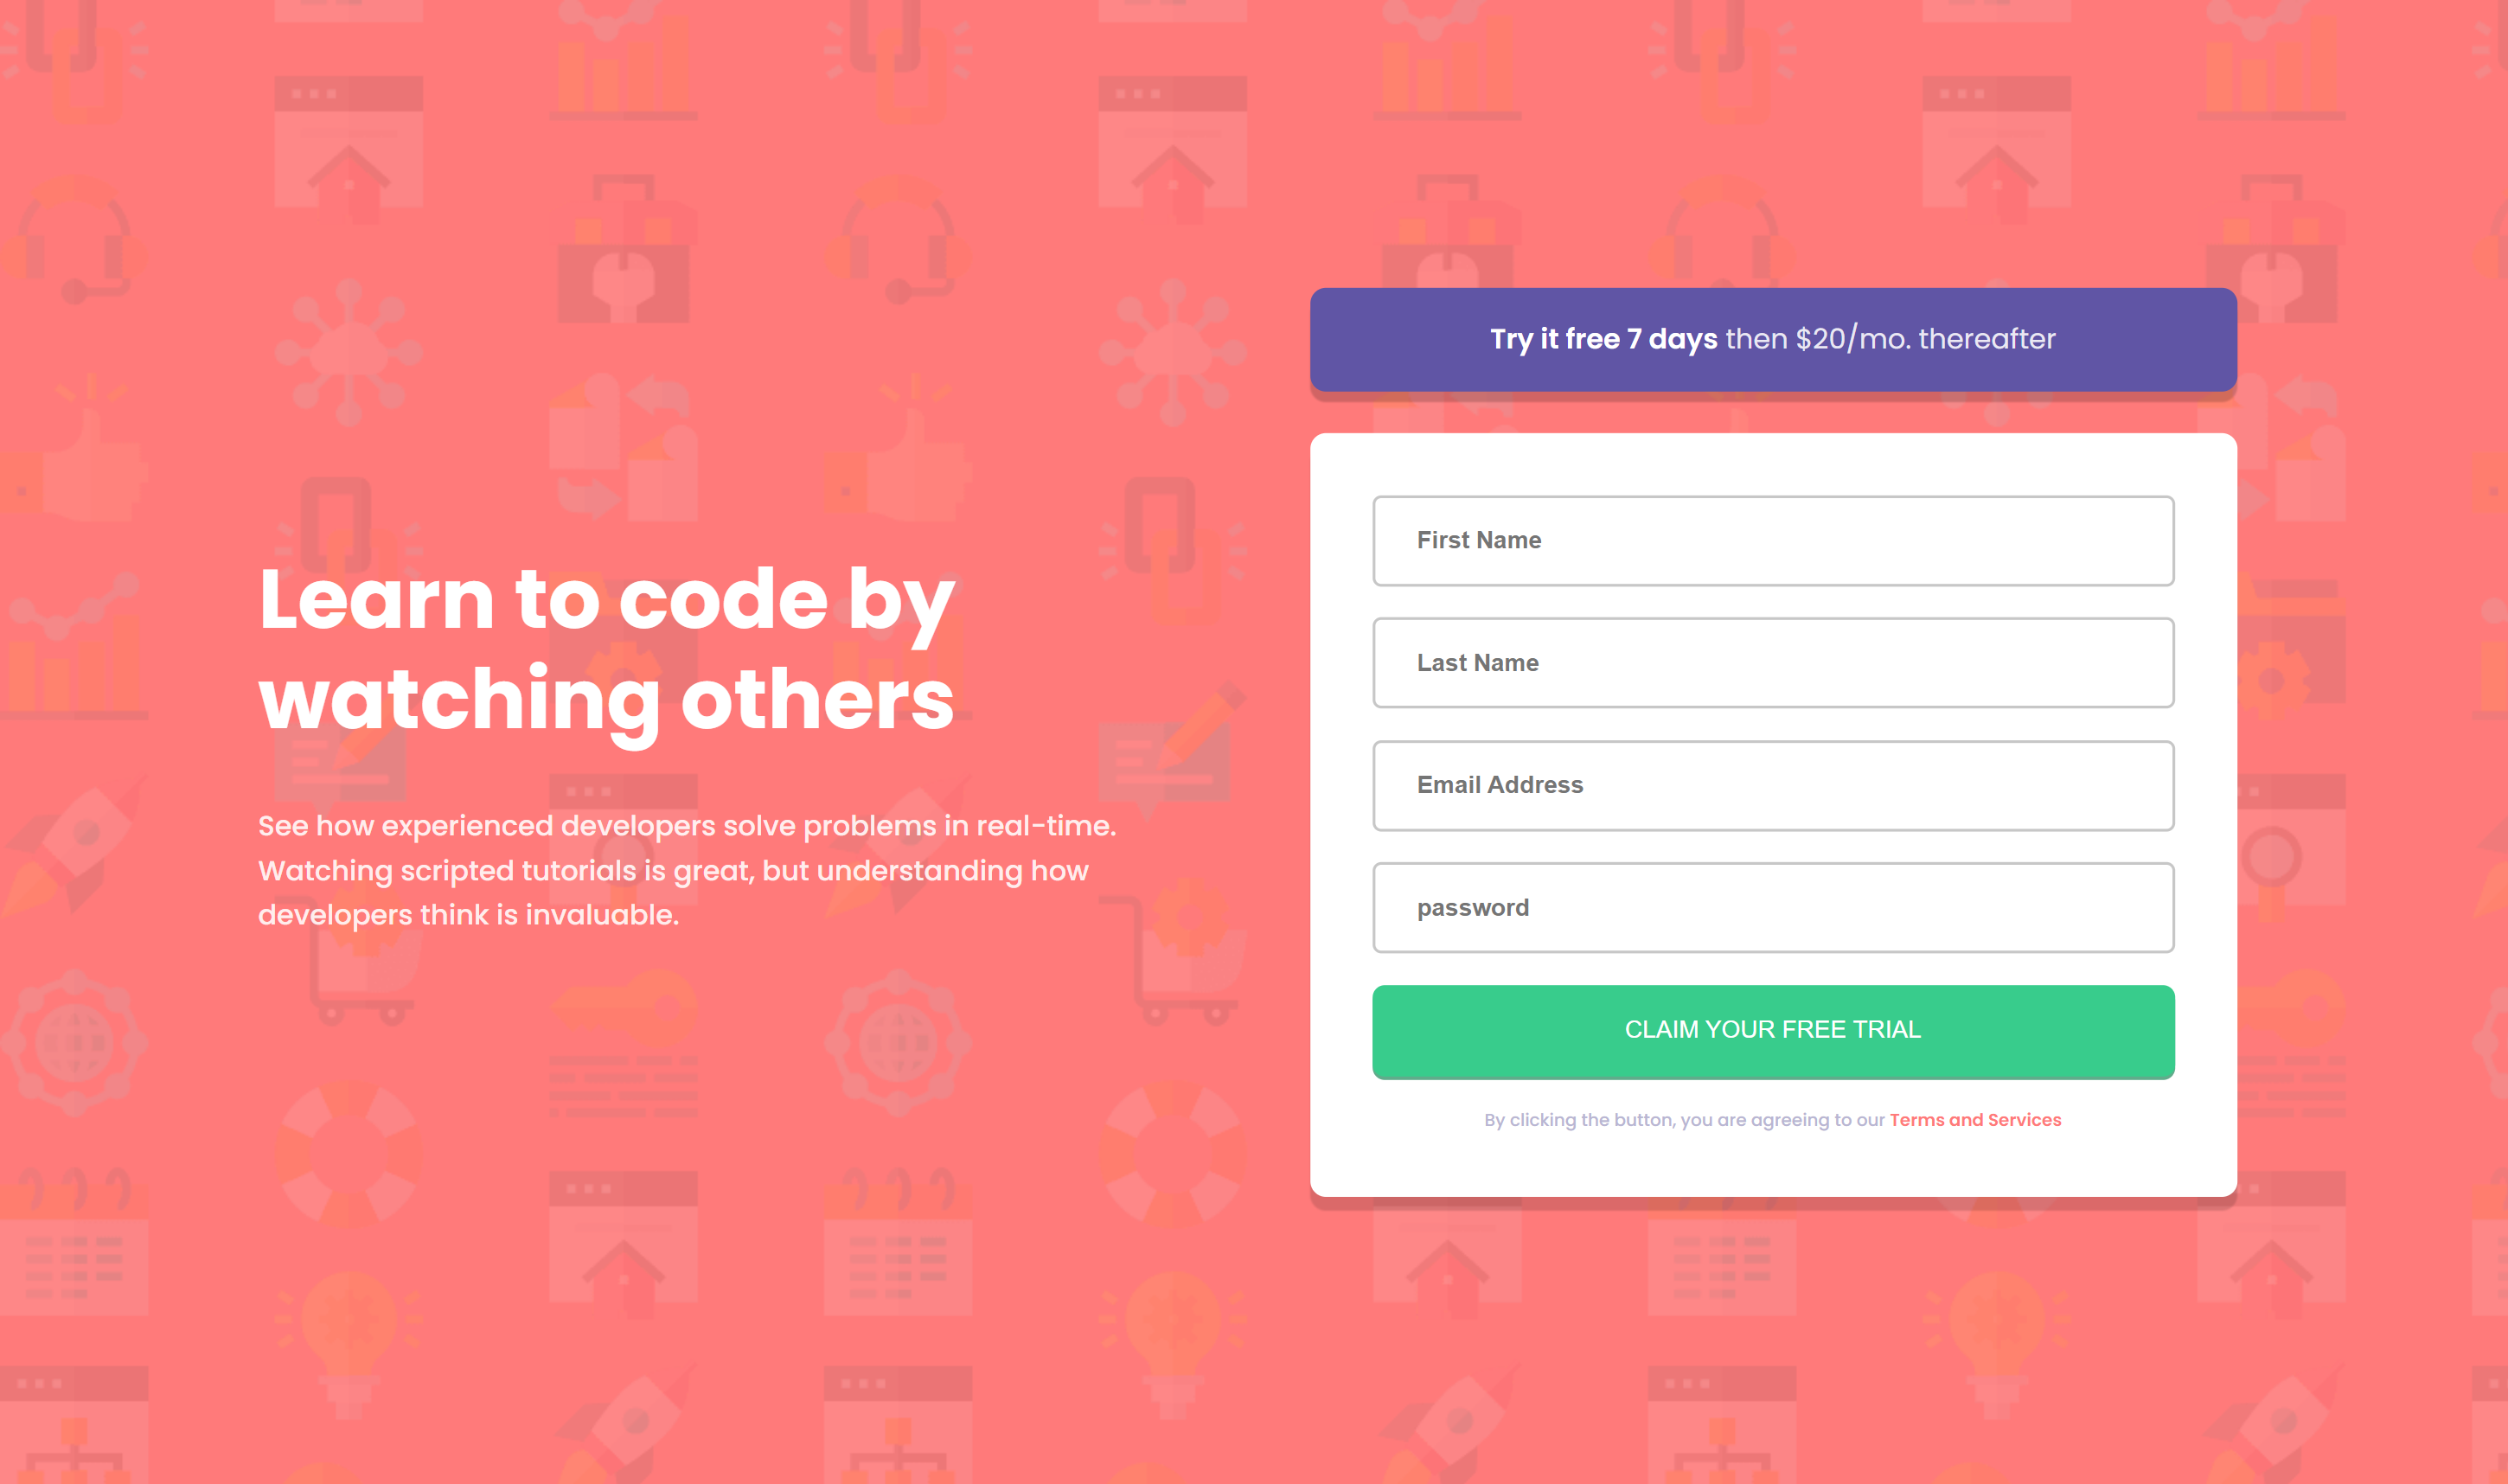 Learn to code by
watching others
See how experienced developers solve problems in real-time.
Watching scripted tutorials is great, but understanding how
developers think is invaluable.
Try it free 7 days then $20/mo. thereafter
First Name
Last Name
Email Address
password
CLAIM YOUR FREE TRIAL
By clicking the button, you are agreeing to our Terms and Services